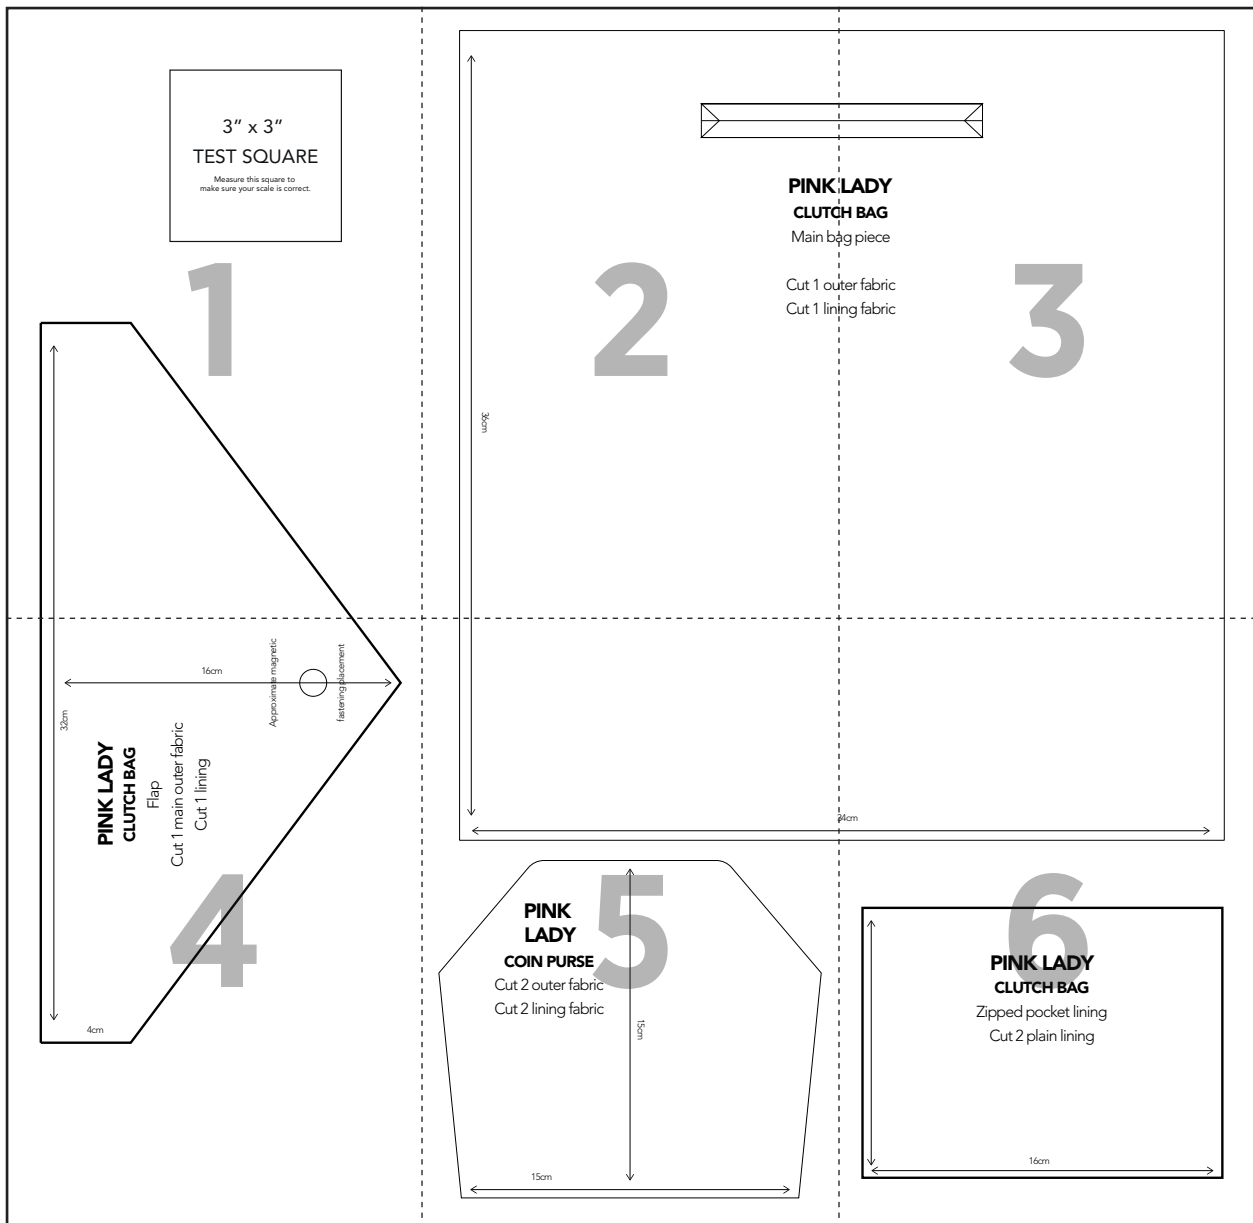 3” x 3”
TEST SQUARE
Measure this square to
make sure your scale is correct.
1
2
3
PINK LADY
CLUTCH BAG
Main bag piece
Cut 1 outer fabric
Cut 1 lining fabric
36cm
34cm
16cm
32cm
Approximate magnetic
fastening placement
PINK LADY
CLUTCH BAG
Flap
Cut 1 main outer fabric
Cut 1 lining
4cm
4
5
PINK
LADY
COIN PURSE
Cut 2 outer fabric
Cut 2 lining fabric
15cm
15cm
6
PINK LADY
CLUTCH BAG
Zipped pocket lining
Cut 2 plain lining
16cm